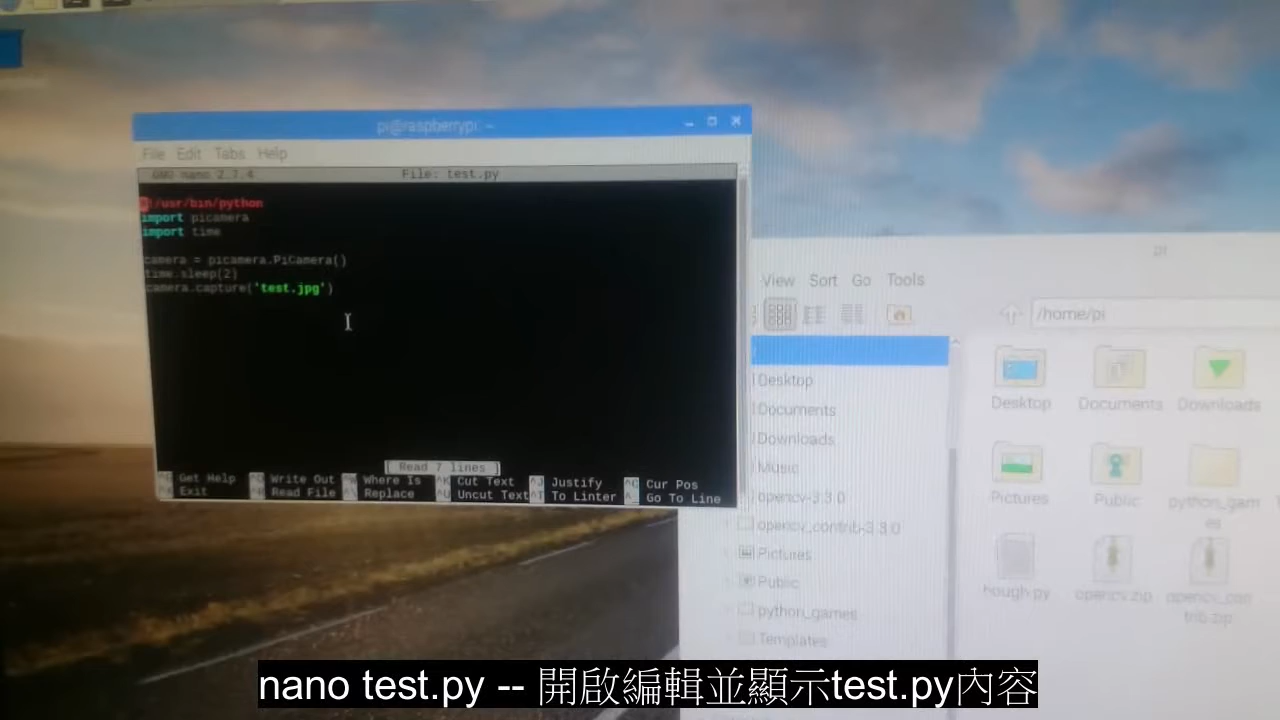 pi@raspberrypi: ~
File Edit Tabs Help
GNU nano 2.7.4 File: test.py
#!/usr/bin/python
import picamera
import time
camera = picamera.PiCamera()
time.sleep(2)
camera.capture('test.jpg')
[ Read 7 lines ]
^G Get Help ^O Write Out ^W Where Is ^K Cut Text ^J Justify ^C Cur Pos
^X Exit ^R Read File ^\ Replace ^U Uncut Text ^T To Linter ^_ Go To Line
pi
View Sort Go Tools
/home/pi
Desktop
Documents
Downloads
Music
opencv-3.3.0
opencv_contrib-3.3.0
Pictures
Public
python_games
Templates
Desktop Documents Downloads
Pictures Public python_gam
es
hough.py opencv.zip opencv_con
trib.zip
nano test.py -- 開啟編輯並顯示test.py內容